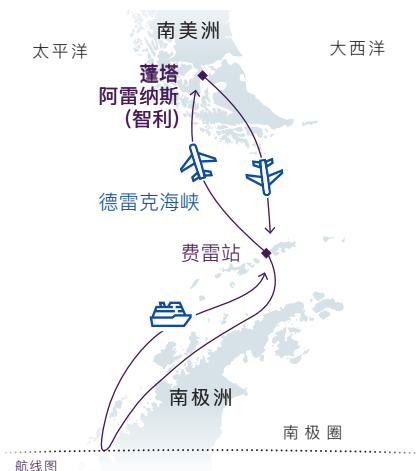 南美洲
太平洋
大西洋
蓬塔
阿雷纳斯
(智利)
德雷克海峡
费雷站
南极洲
南极圈
航线图